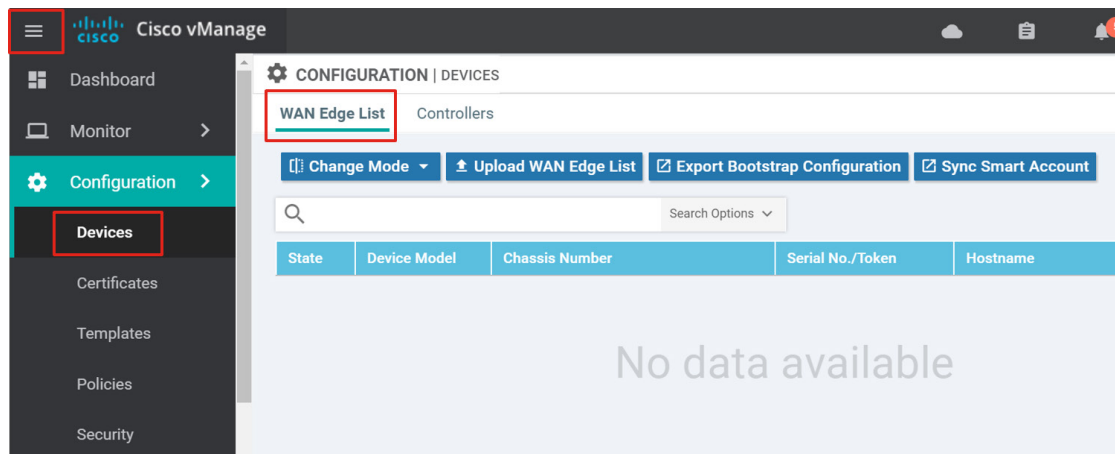 CISCO Cisco vManage
Dashboard
Monitor
Configuration
Devices
Certificates
Templates
Policies
Security
CONFIGURATION | DEVICES
WAN Edge List Controllers
Change Mode Upload WAN Edge List Export Bootstrap Configuration Sync Smart Account
Search Options
State Device Model Chassis Number Serial No./Token Hostname
No data available